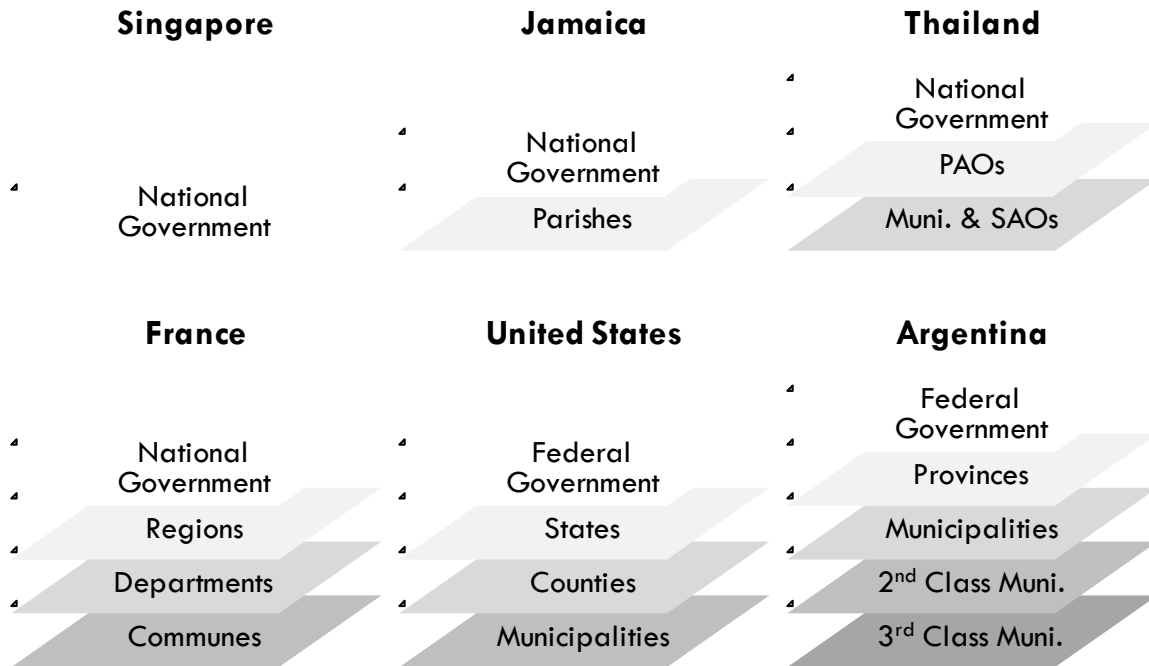 Singapore
National
Government
Jamaica
National
Government
Parishes
Thailand
National
Government
PAOs
Muni. & SAOs
France
National
Government
Regions
Departments
Communes
United States
Federal
Government
States
Counties
Municipalities
Argentina
Federal
Government
Provinces
Municipalities
2nd Class Muni.
3rd Class Muni.